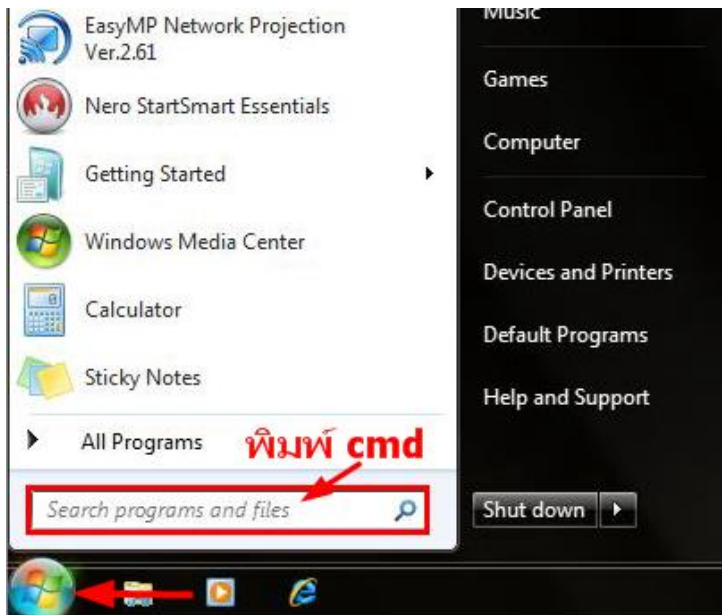 EasyMP Network Projection
Ver.2.61
Nero StartSmart Essentials
Getting Started
Windows Media Center
Calculator
Sticky Notes
All Programs
พิมพ์ cmd
Search programs and files
Music
Games
Computer
Control Panel
Devices and Printers
Default Programs
Help and Support
Shut down